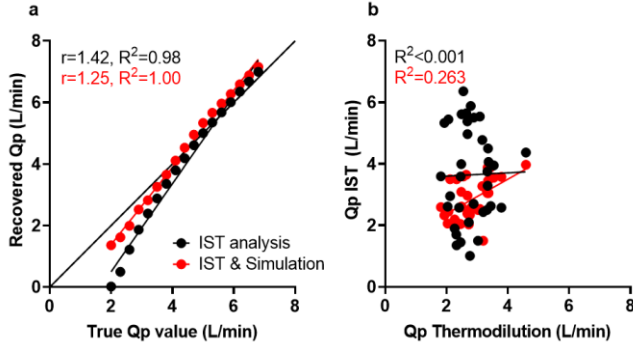 a
r=1.42, R²=0.98
r=1.25, R²=1.00
Recovered Qp (L/min)
8
6
4
2
0
0 2 4 6 8
IST analysis
IST & Simulation
True Qp value (L/min)
b
R²<0.001
R²=0.263
Qp IST (L/min)
8
6
4
2
0
0 2 4 6 8
Qp Thermodilution (L/min)